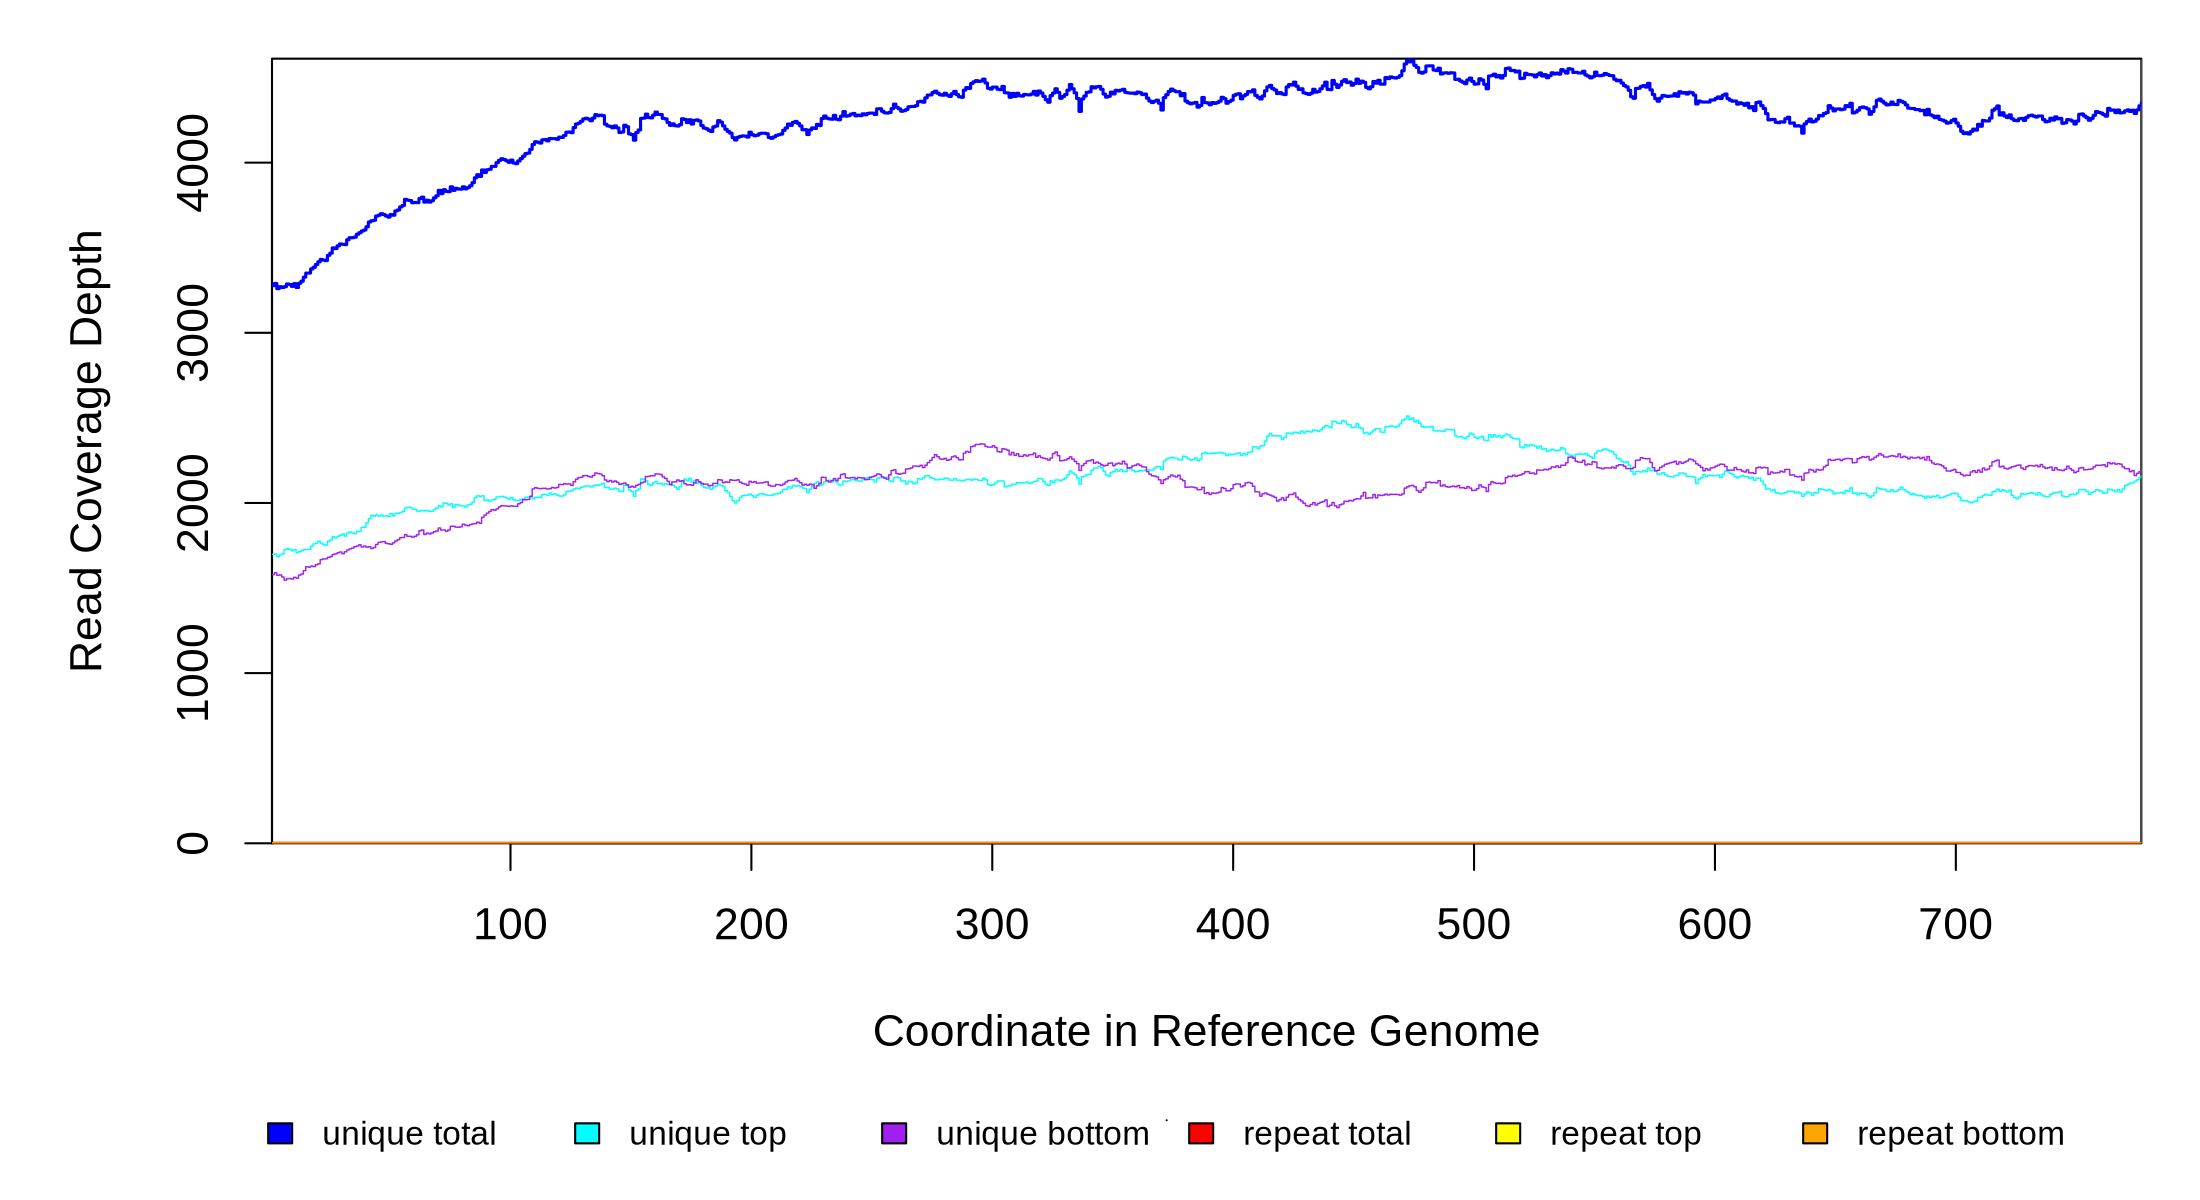 Read Coverage Depth
4000
3000
2000
1000
0
100 200 300 400 500 600 700
Coordinate in Reference Genome
unique total unique top unique bottom repeat total repeat top repeat bottom